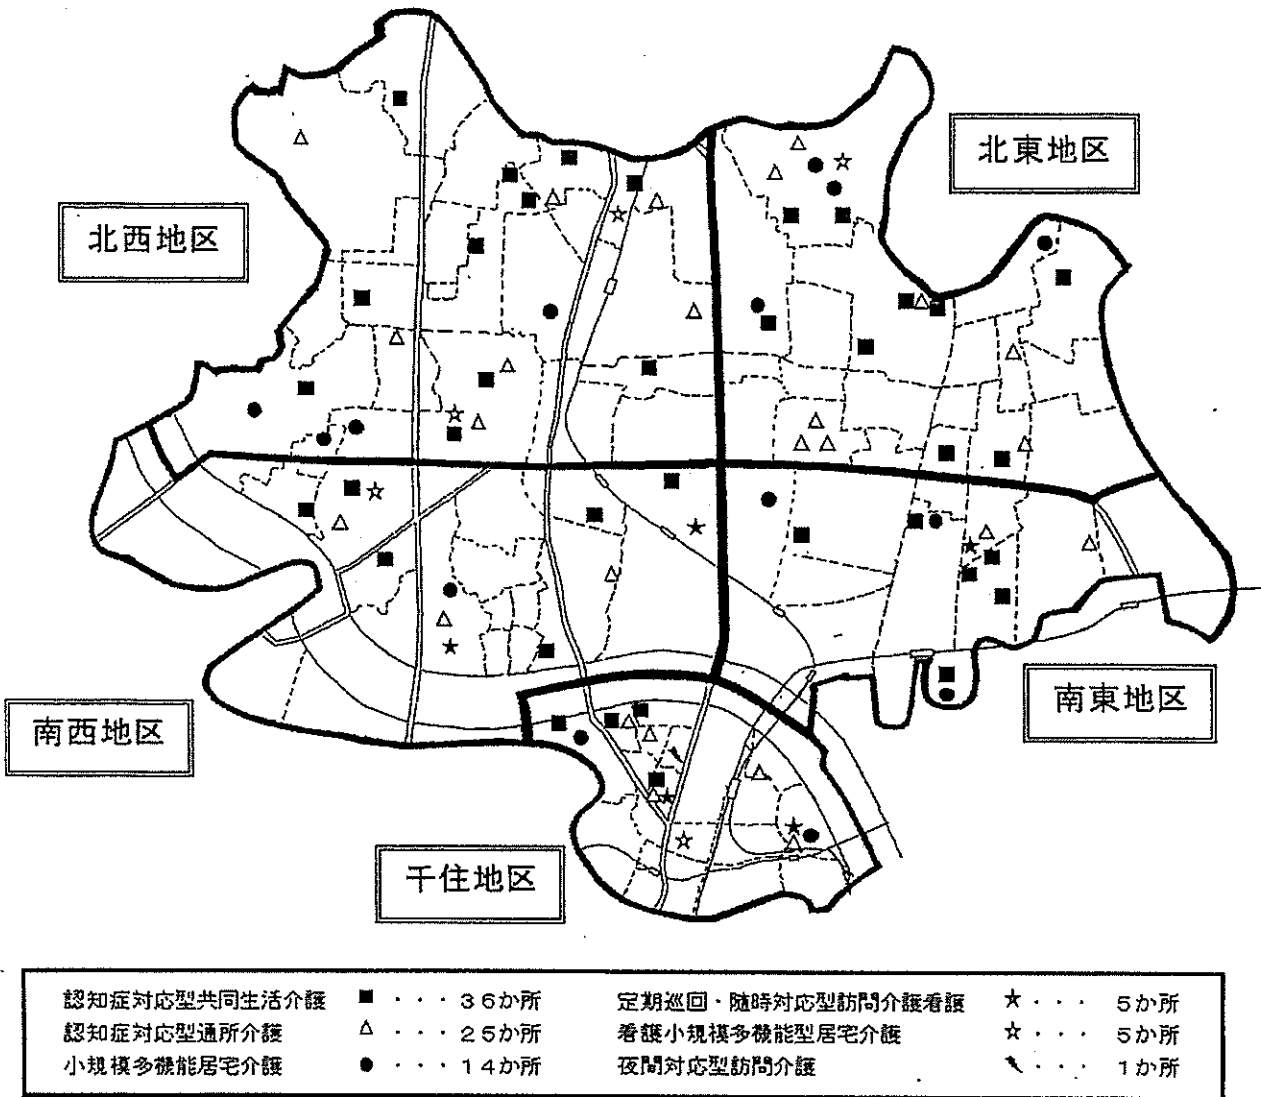 北東地区
北西地区
南東地区
南西地区
千住地区
認知症対応型共同生活介護 ■ ・・・ 36か所
認知症対応型通所介護 △ ・・・ 25か所
小規模多機能居宅介護 ● ・・・ 14か所
定期巡回・随時対応型訪問介護看護 ★ ・・・ 5か所
看護小規模多機能型居宅介護 ☆ ・・・ 5か所
夜間対応型訪問介護 ・・・ 1か所